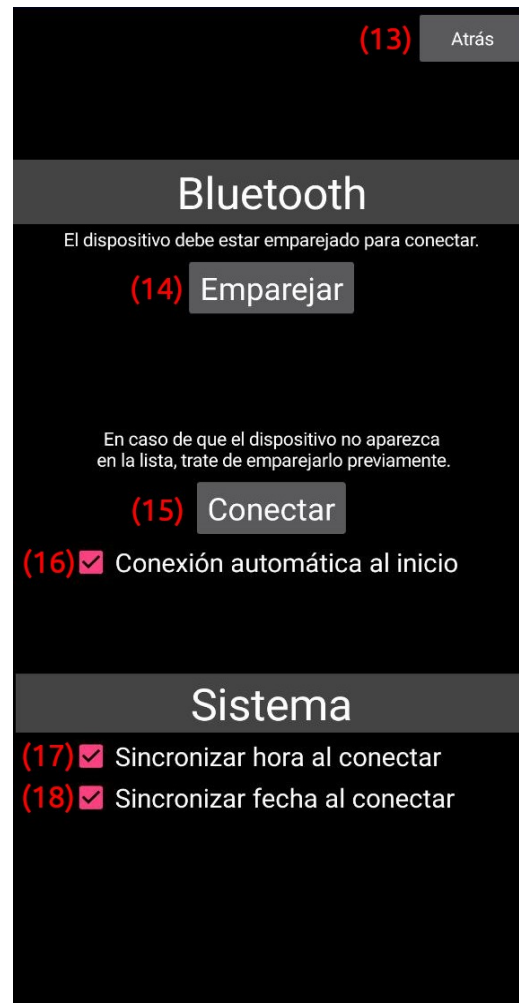 (13) Atrás
Bluetooth
El dispositivo debe estar emparejado para conectar.
(14) Emparejar
En caso de que el dispositivo no aparezca
en la lista, trate de emparejarlo previamente.
(15) Conectar
(16) Conexión automática al inicio
Sistema
(17) Sincronizar hora al conectar
(18) Sincronizar fecha al conectar